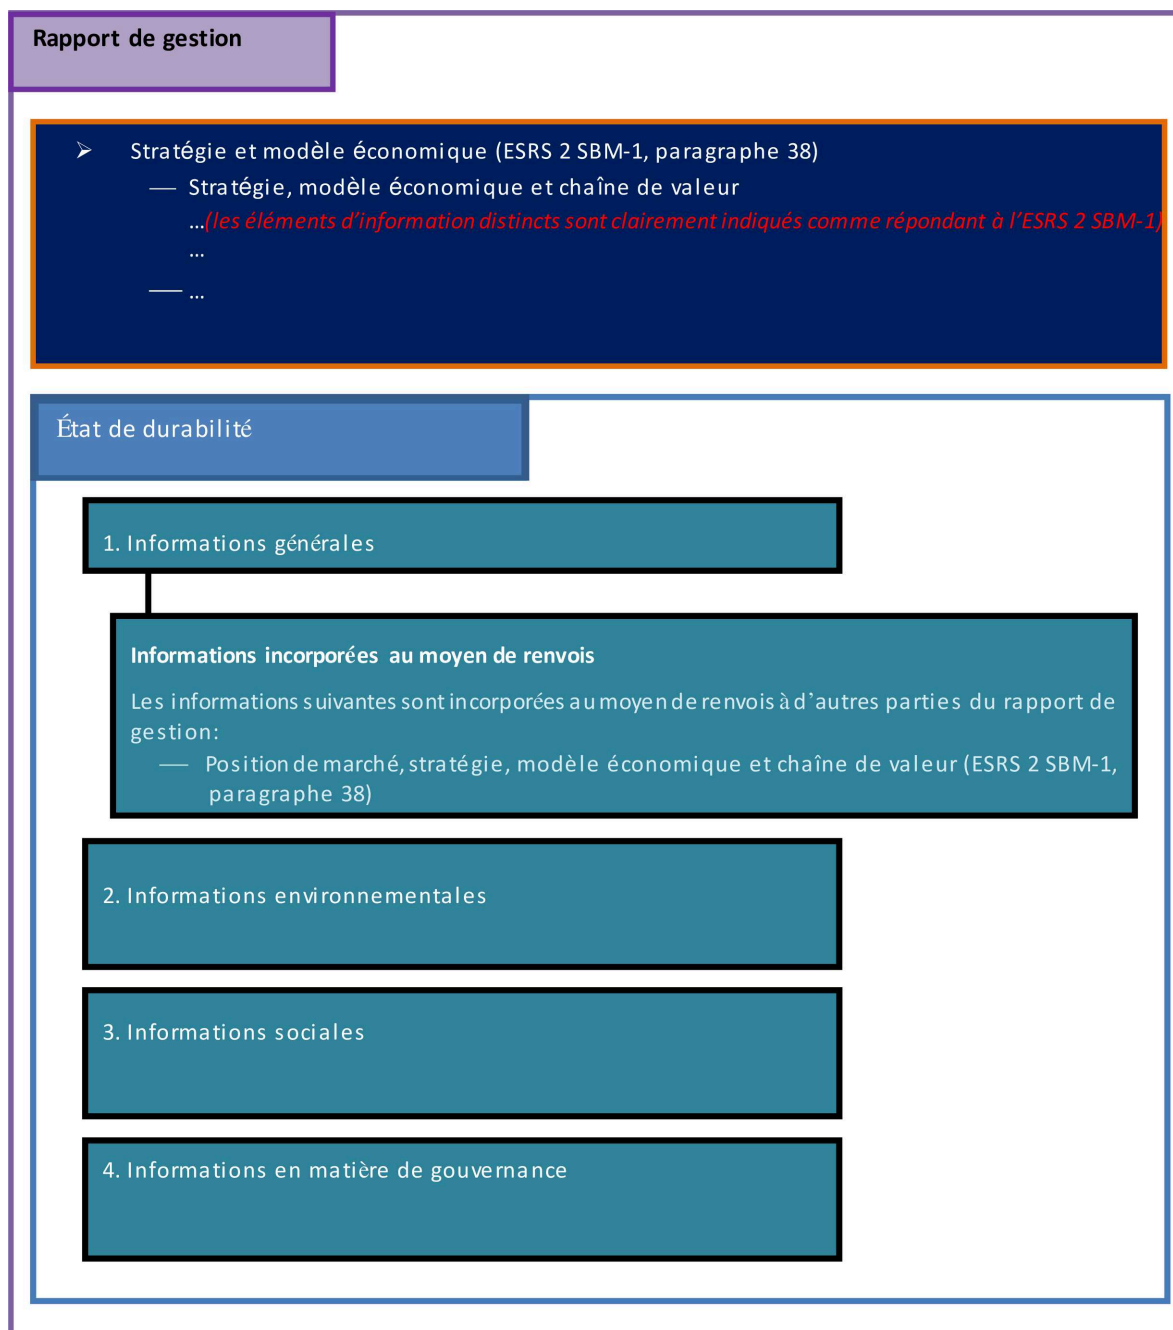 Rapport de gestion
➢ Stratégie et modèle économique (ESRS 2 SBM-1, paragraphe 38)
— Stratégie, modèle économique et chaîne de valeur
…(les éléments d’information distincts sont clairement indiqués comme répondant à l’ESRS 2 SBM-1)
…
— …
État de durabilité
1. Informations générales
Informations incorporées au moyen de renvois
Les informations suivantes sont incorporées au moyen de renvois à d’autres parties du rapport de
gestion:
— Position de marché, stratégie, modèle économique et chaîne de valeur (ESRS 2 SBM-1,
paragraphe 38)
2. Informations environnementales
3. Informations sociales
4. Informations en matière de gouvernance